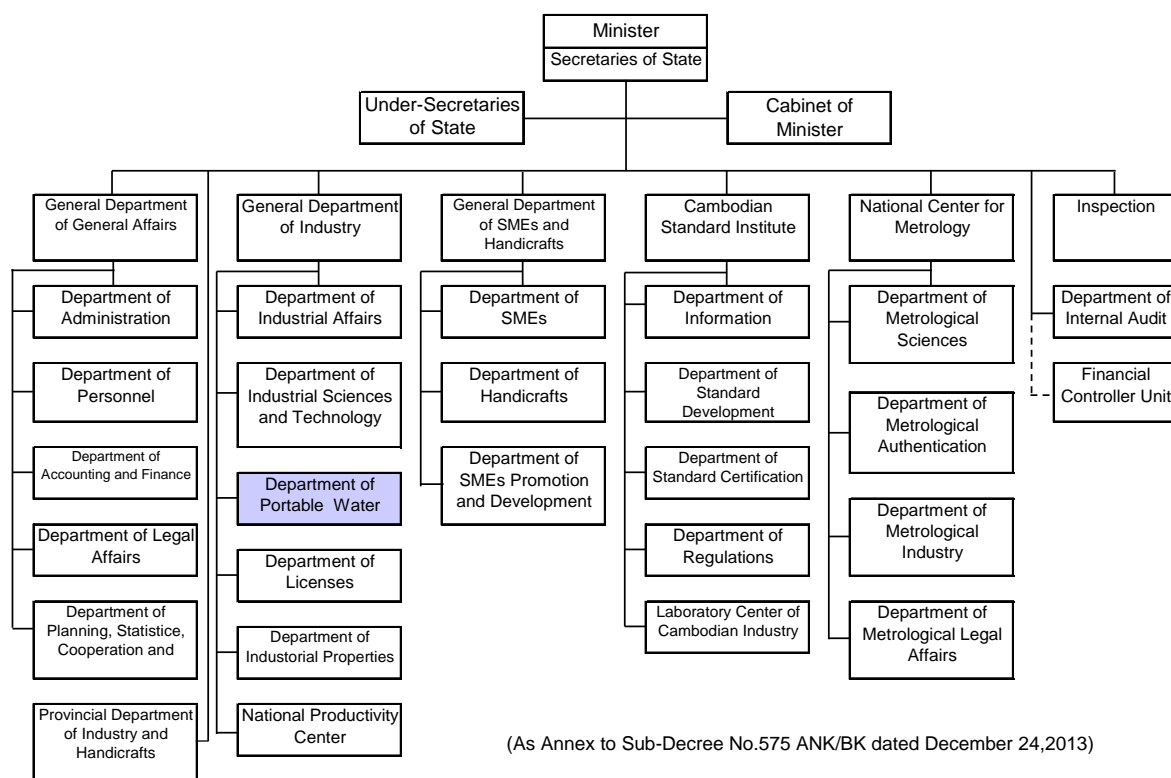 Minister
Secretaries of State
Under-Secretaries
of State
Cabinet of
Minister
General Department
of General Affairs
General Department
of Industry
General Department
of SMEs and
Handicrafts
Cambodian
Standard Institute
National Center for
Metrology
Inspection
Department of
Administration
Department of
Personnel
Department of
Accounting and Finance
Department of Legal
Affairs
Department of
Planning, Statistice,
Cooperation and
Provincial Department
of Industry and
Handicrafts
Department of
Industrial Affairs
Department of
Industrial Sciences
and Technology
Department of
Portable Water
Department of
Licenses
Department of
Industorial Properties
National Productivity
Center
Department of
SMEs
Department of
Handicrafts
Department of
SMEs Promotion
and Development
Department of
Information
Department of
Standard
Development
Department of
Standard Certification
Department of
Regulations
Laboratory Center of
Cambodian Industry
Department of
Metrological
Sciences
Department of
Metrological
Authentication
Department of
Metrological
Industry
Department of
Metrological Legal
Affairs
Department of
Internal Audit
Financial
Controller Unit
(As Annex to Sub-Decree No.575 ANK/BK dated December 24,2013)